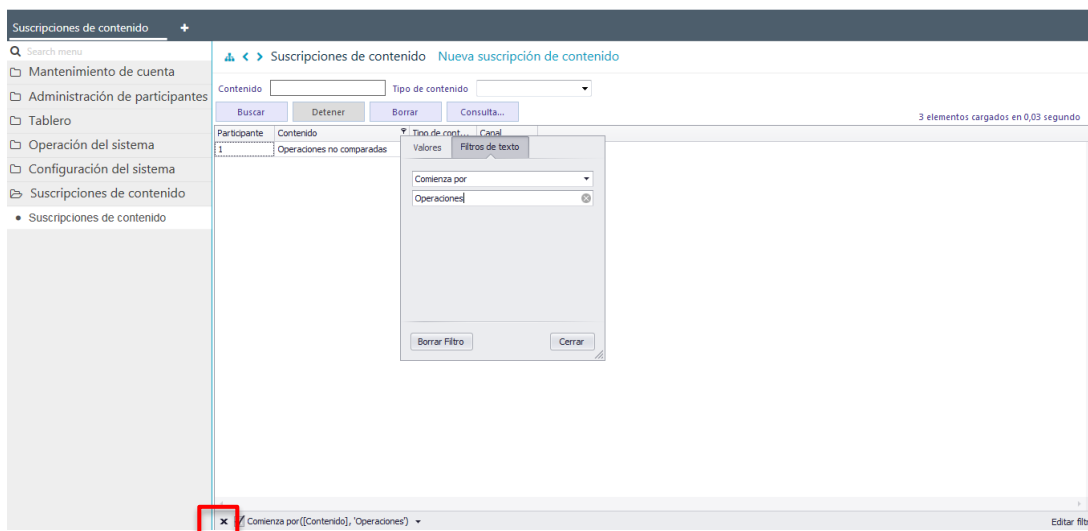 Suscripciones de contenido +
Search menu
Mantenimiento de cuenta
Administración de participantes
Tablero
Operación del sistema
Configuración del sistema
Suscripciones de contenido
Suscripciones de contenido
Suscripciones de contenido Nueva suscripción de contenido
Contenido Tipo de contenido
Buscar Detener Borrar Consulta...
3 elementos cargados en 0,03 segundo
Participante Contenido Tipo de cont... Canal
1 Operaciones no comparadas
Valores Filtros de texto
Comienza por
Operaciones
Borrar Filtro Cerrar
Comienza por([Contenido], 'Operaciones') Editar filt